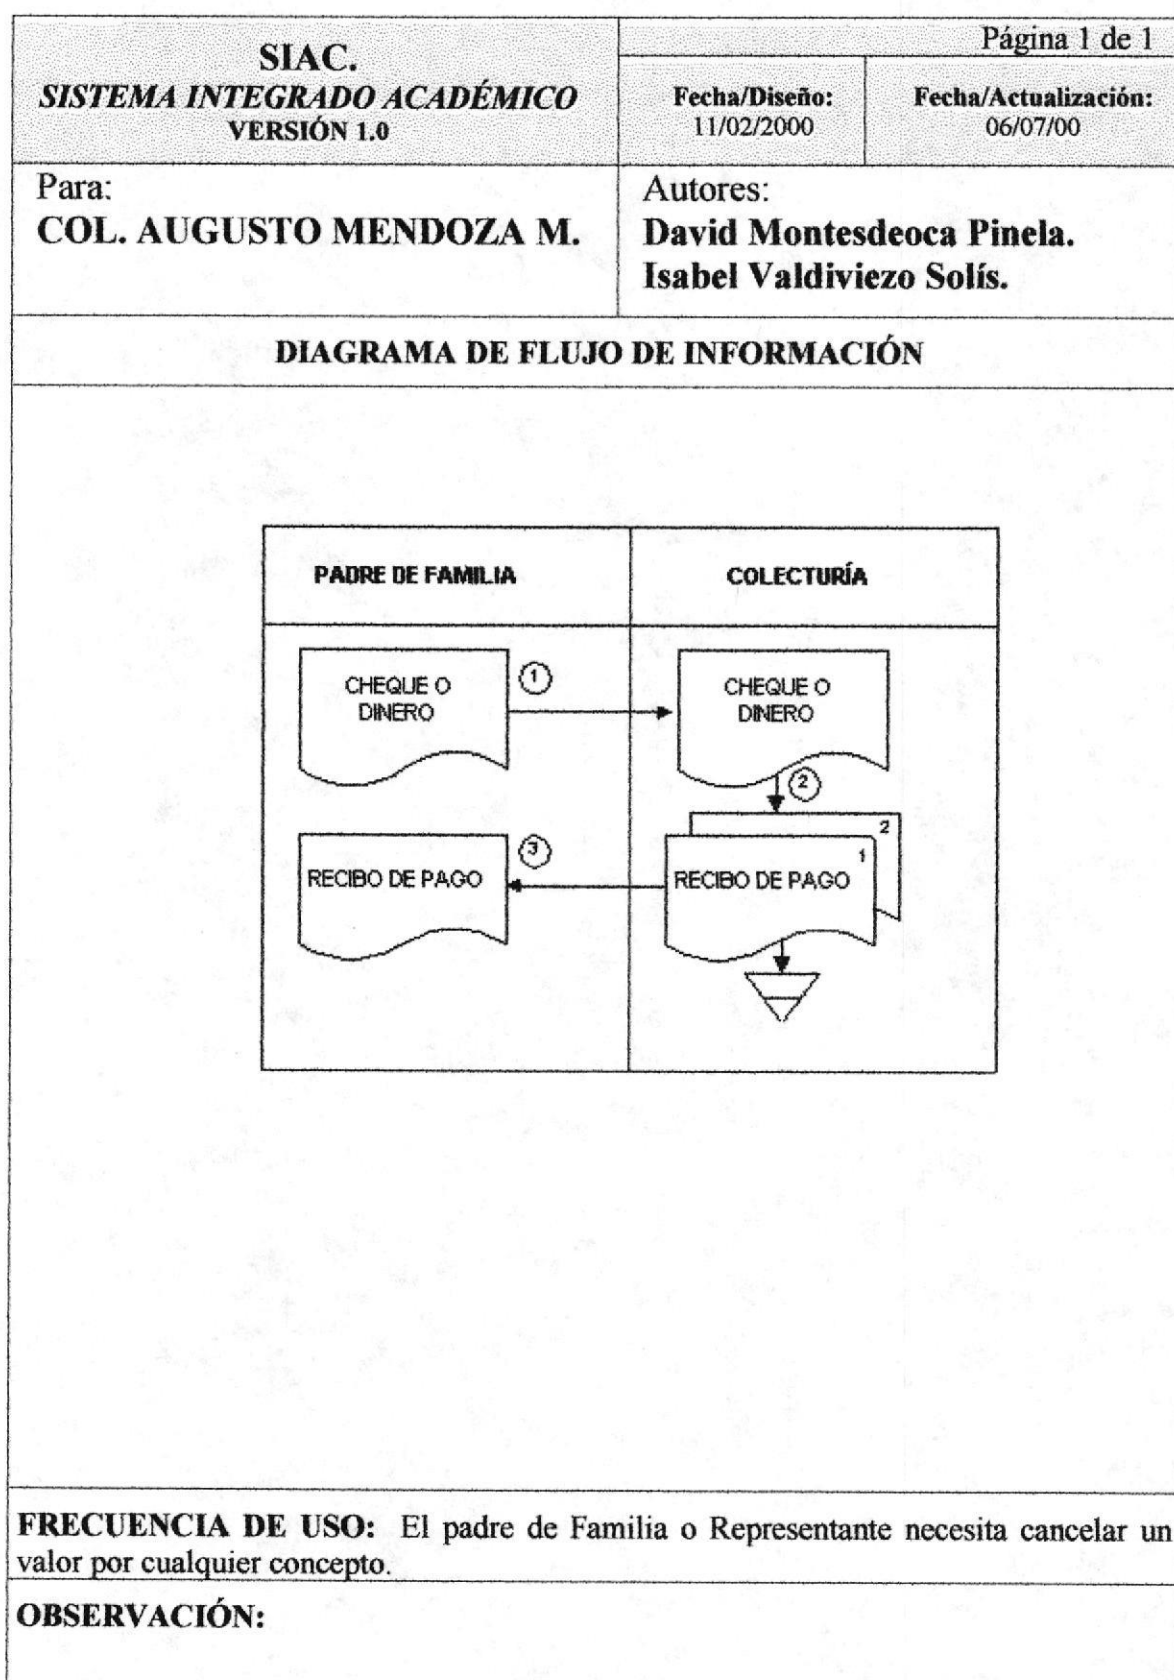 SIAC.
SISTEMA INTEGRADO ACADÉMICO
VERSIÓN 1.0
Página 1 de 1
Fecha/Diseño:
11/02/2000
Fecha/Actualización:
06/07/00
Para:
COL. AUGUSTO MENDOZA M.
Autores:
David Montesdeoca Pinela.
Isabel Valdiviezo Solís.
DIAGRAMA DE FLUJO DE INFORMACIÓN
PADRE DE FAMILIA
COLECTURÍA
CHEQUE O
DINERO
1
CHEQUE O
DINERO
2
RECIBO DE PAGO
3
2
1
RECIBO DE PAGO
FRECUENCIA DE USO: El padre de Familia o Representante necesita cancelar un
valor por cualquier concepto.
OBSERVACIÓN: